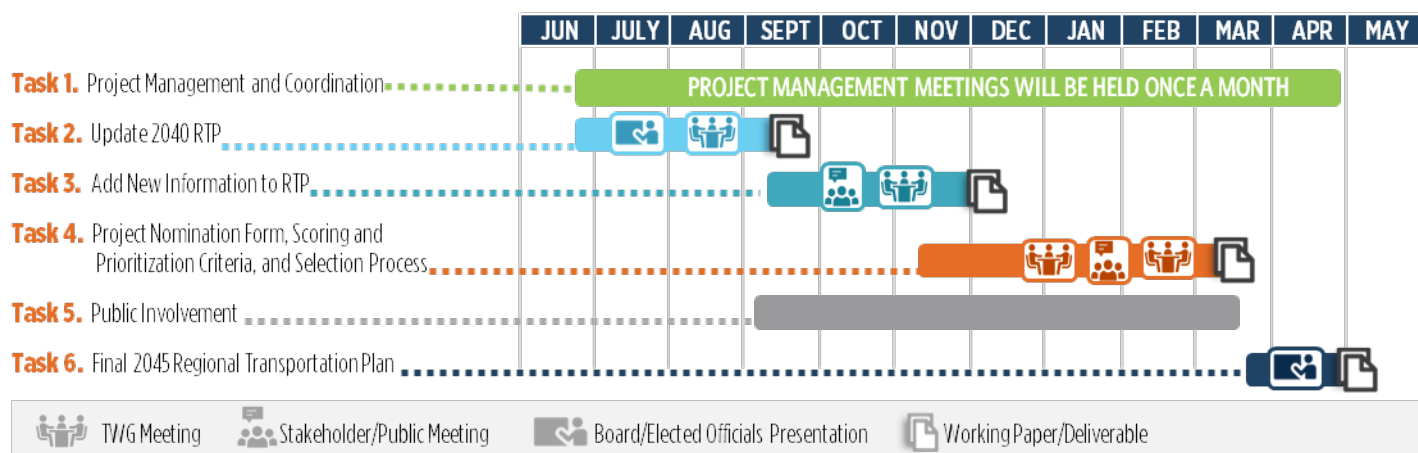 JUN JULY AUG SEPT OCT NOV DEC JAN FEB MAR APR MAY
Task 1. Project Management and Coordination
PROJECT MANAGEMENT MEETINGS WILL BE HELD ONCE A MONTH
Task 2. Update 2040 RTP
Task 3. Add New Information to RTP
Task 4. Project Nomination Form, Scoring and
Prioritization Criteria, and Selection Process
Task 5. Public Involvement
Task 6. Final 2045 Regional Transportation Plan
TWG Meeting Stakeholder/Public Meeting Board/Elected Officials Presentation Working Paper/Deliverable